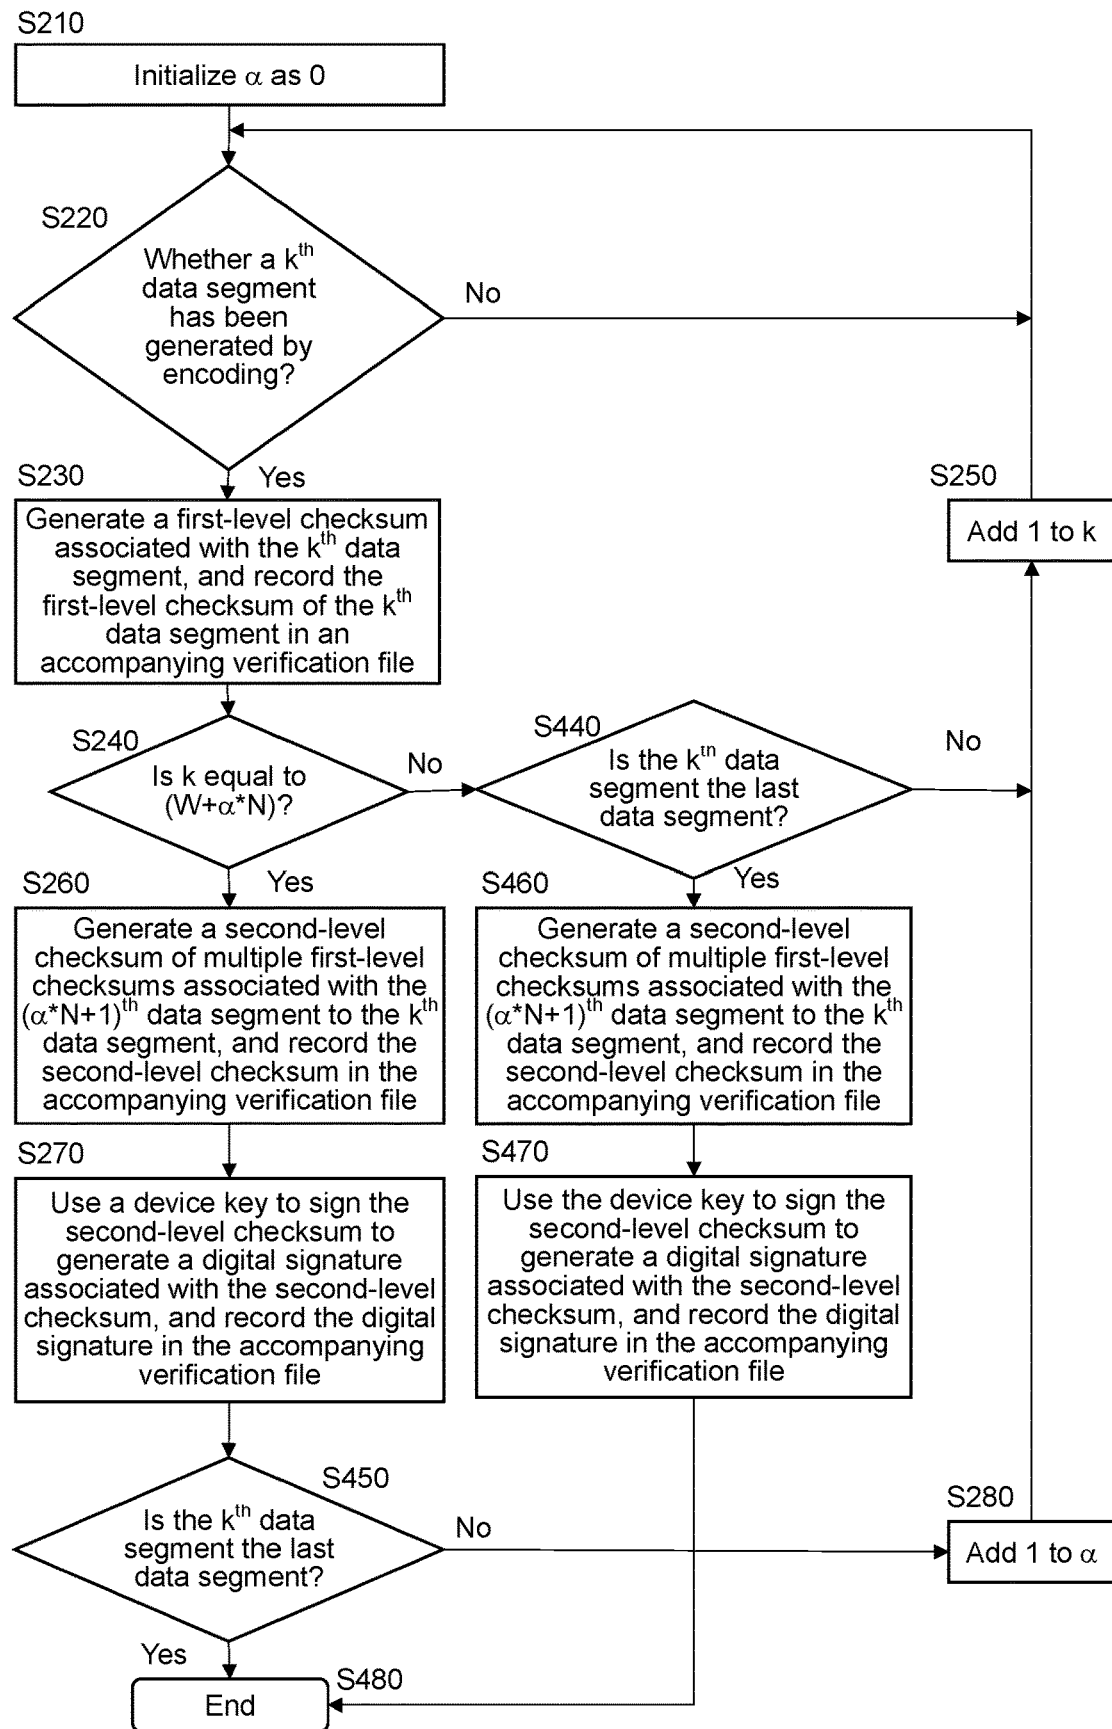 S210
Initialize α as 0
S220
Whether a kth
data segment
has been
generated by
encoding?
No
Yes
S230
Generate a first-level checksum
associated with the kth data
segment, and record the
first-level checksum of the kth
data segment in an
accompanying verification file
S250
Add 1 to k
S240
Is k equal to
(W+α*N)?
No
S440
Is the kth data
segment the last
data segment?
No
Yes
S260
Generate a second-level
checksum of multiple first-level
checksums associated with the
(α*N+1)th data segment to the kth
data segment, and record the
second-level checksum in the
accompanying verification file
Yes
S460
Generate a second-level
checksum of multiple first-level
checksums associated with the
(α*N+1)th data segment to the kth
data segment, and record the
second-level checksum in the
accompanying verification file
S270
Use a device key to sign the
second-level checksum to
generate a digital signature
associated with the second-level
checksum, and record the digital
signature in the accompanying
verification file
S470
Use the device key to sign the
second-level checksum to
generate a digital signature
associated with the second-level
checksum, and record the digital
signature in the accompanying
verification file
S450
Is the kth data
segment the last
data segment?
No
S280
Add 1 to α
Yes
S480
End